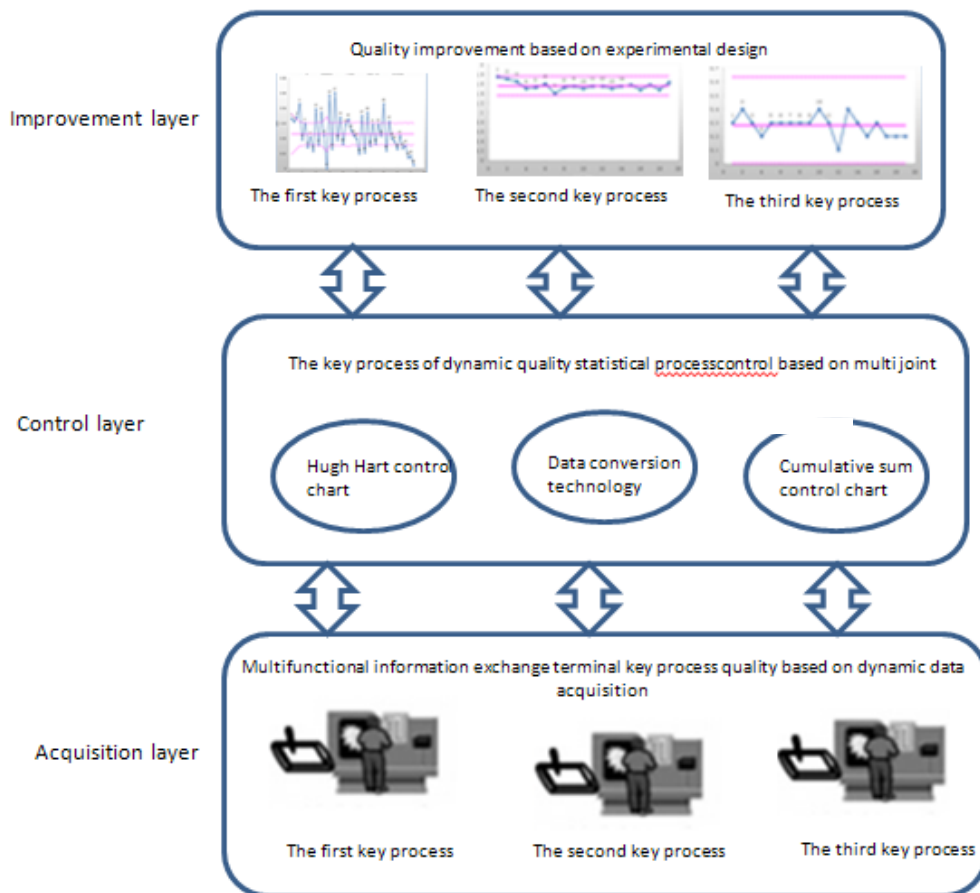 Quality improvement based on experimental design
Improvement layer
The first key process
The second key process
The third key process
The key process of dynamic quality statistical processcontrol based on multi joint
Control layer
Hugh Hart control
chart
Data conversion
technology
Cumulative sum
control chart
Multifunctional information exchange terminal key process quality based on dynamic data
acquisition
Acquisition layer
The first key process
The second key process
The third key process